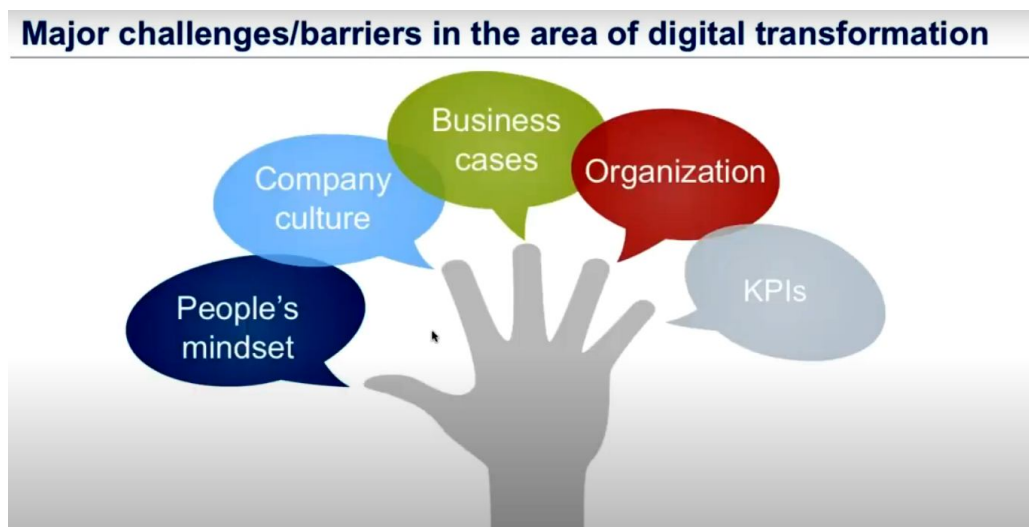 Major challenges/barriers in the area of digital transformation
People's
mindset
Company
culture
Business
cases
Organization
KPIs